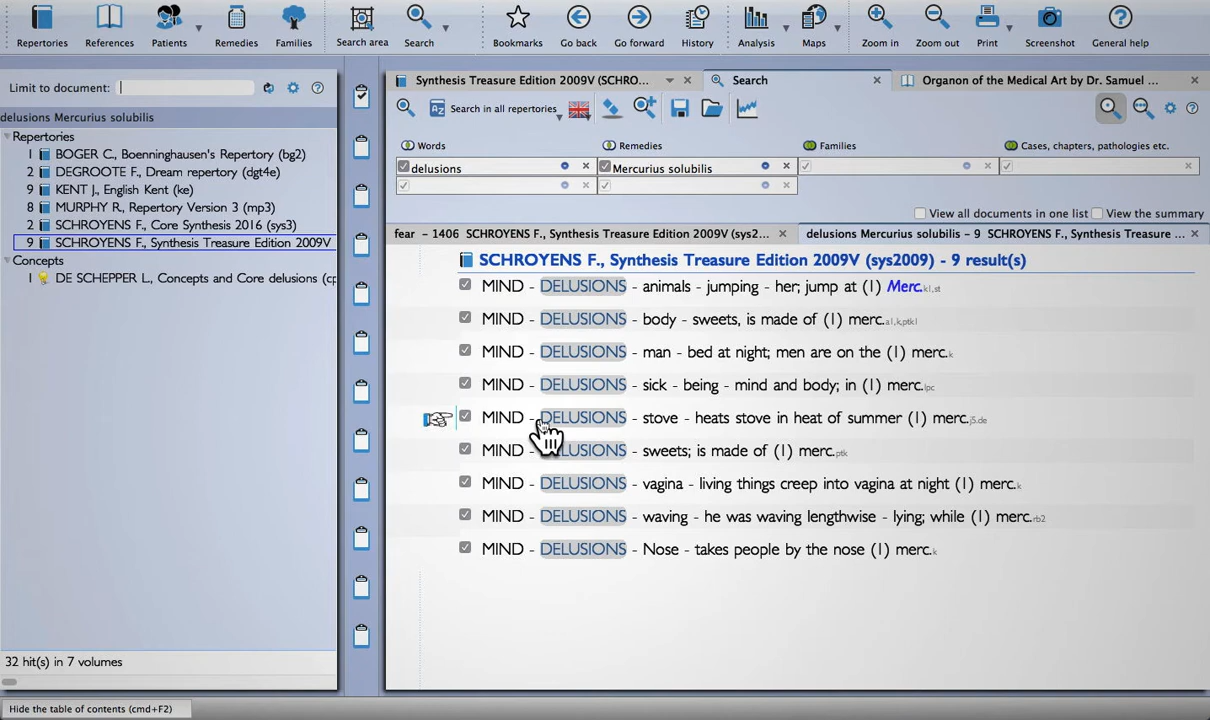 Repertories References Patients Remedies Families Search area Search Bookmarks Go back Go forward History Analysis Maps Zoom in Zoom out Print Screenshot General help
Limit to document:
delusions Mercurius solubilis
Repertories
1 BOGER C., Boenninghausen's Repertory (bg2)
2 DEGROOTE F., Dream repertory (dgt4e)
9 KENT J., English Kent (ke)
8 MURPHY R., Repertory Version 3 (mp3)
2 SCHROYENS F., Core Synthesis 2016 (sys3)
9 SCHROYENS F., Synthesis Treasure Edition 2009V
Concepts
1 DE SCHEPPER L., Concepts and Core delusions (cp
32 hit(s) in 7 volumes
Hide the table of contents (cmd+F2)
Synthesis Treasure Edition 2009V (SCHRO... Search Organon of the Medical Art by Dr. Samuel ...
Search in all repertories
Words Remedies Families Cases, chapters, pathologies etc.
delusions Mercurius solubilis
View all documents in one list View the summary
fear – 1406 SCHROYENS F., Synthesis Treasure Edition 2009V (sys2... delusions Mercurius solubilis – 9 SCHROYENS F., Synthesis Treasure ...
SCHROYENS F., Synthesis Treasure Edition 2009V (sys2009) - 9 result(s)
MIND - DELUSIONS - animals - jumping - her; jump at (1) Merc.k1,st
MIND - DELUSIONS - body - sweets, is made of (1) merc.a1,k,ptk1
MIND - DELUSIONS - man - bed at night; men are on the (1) merc.k
MIND - DELUSIONS - sick - being - mind and body; in (1) merc.lpc
MIND - DELUSIONS - stove - heats stove in heat of summer (1) merc.j5.de
MIND - DELUSIONS - sweets; is made of (1) merc.ptk
MIND - DELUSIONS - vagina - living things creep into vagina at night (1) merc.k
MIND - DELUSIONS - waving - he was waving lengthwise - lying; while (1) merc.rb2
MIND - DELUSIONS - Nose - takes people by the nose (1) merc.k